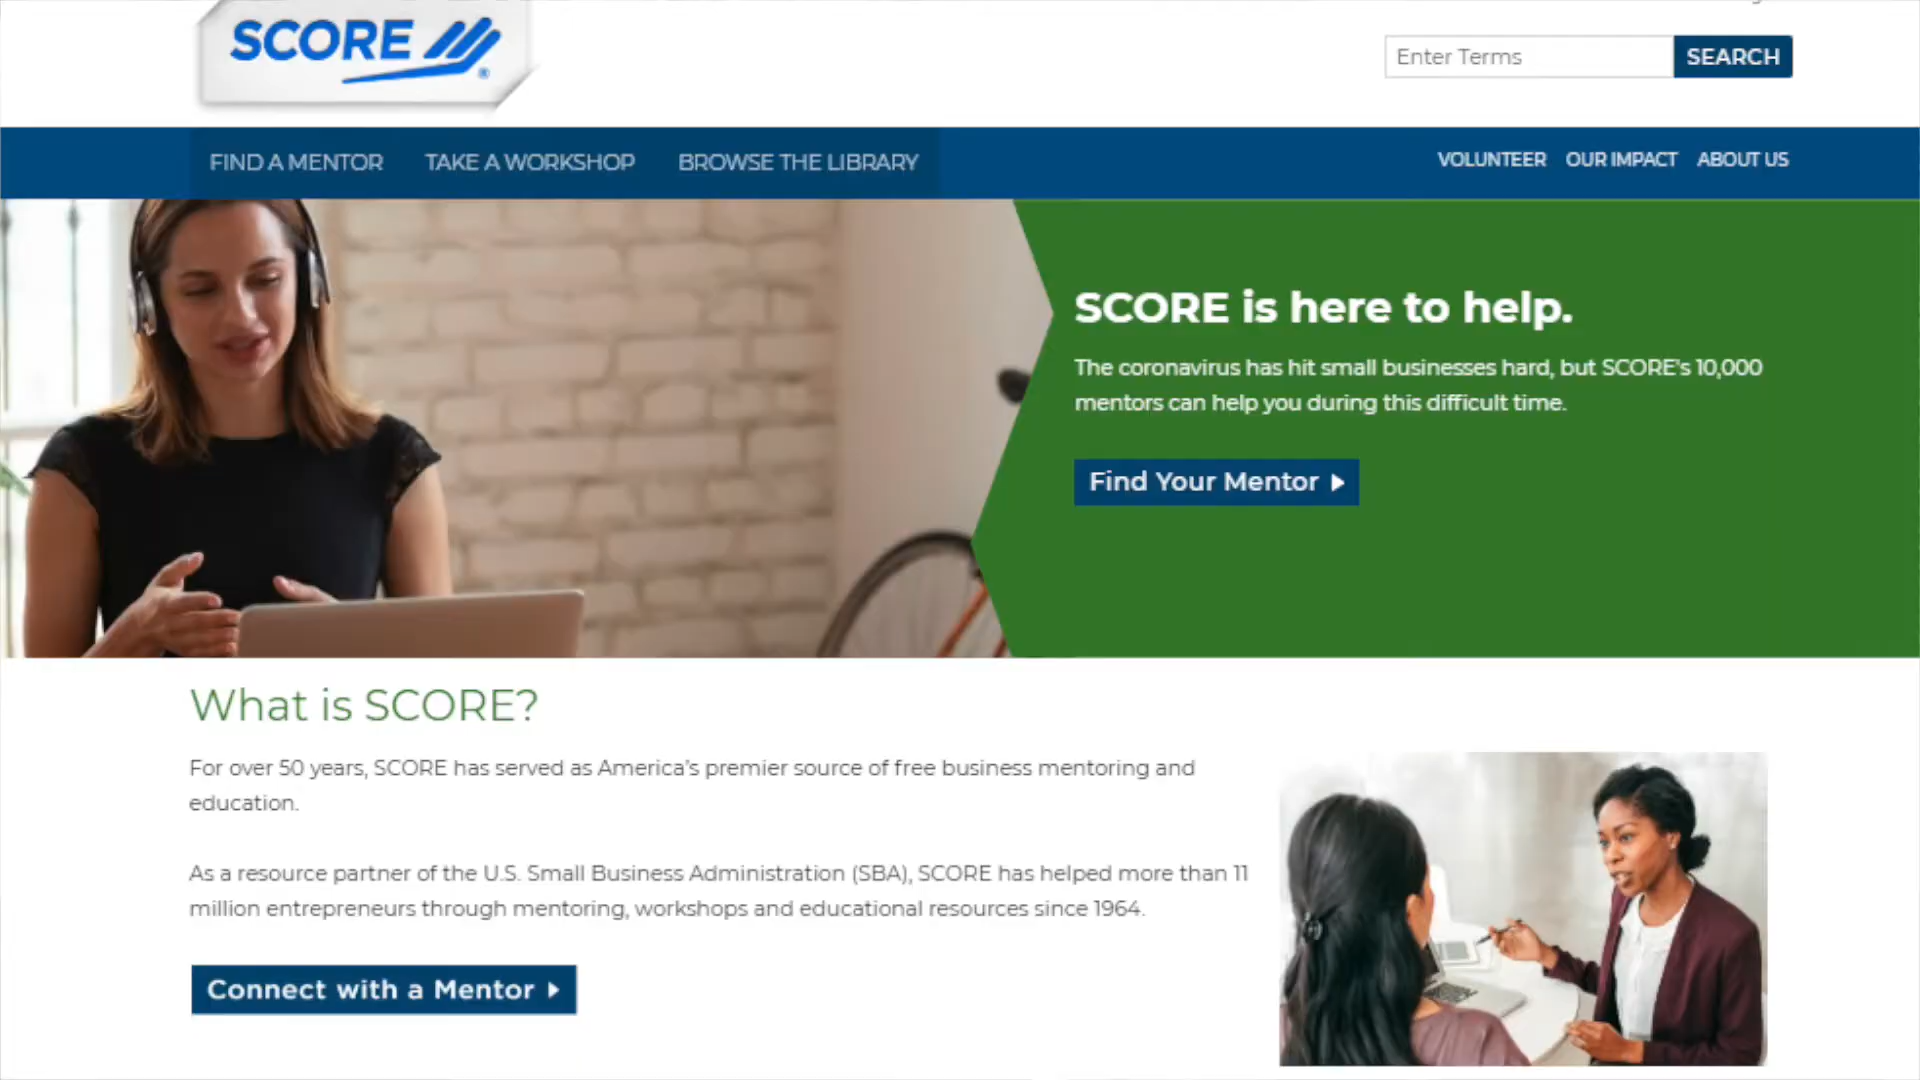 SCORE
Enter Terms
SEARCH
FIND A MENTOR
TAKE A WORKSHOP
BROWSE THE LIBRARY
VOLUNTEER
OUR IMPACT
ABOUT US
SCORE is here to help.
The coronavirus has hit small businesses hard, but SCORE's 10,000
mentors can help you during this difficult time.
Find Your Mentor
What is SCORE?
For over 50 years, SCORE has served as America's premier source of free business mentoring and
education.
As a resource partner of the U.S. Small Business Administration (SBA), SCORE has helped more than 11
million entrepreneurs through mentoring, workshops and educational resources since 1964.
Connect with a Mentor